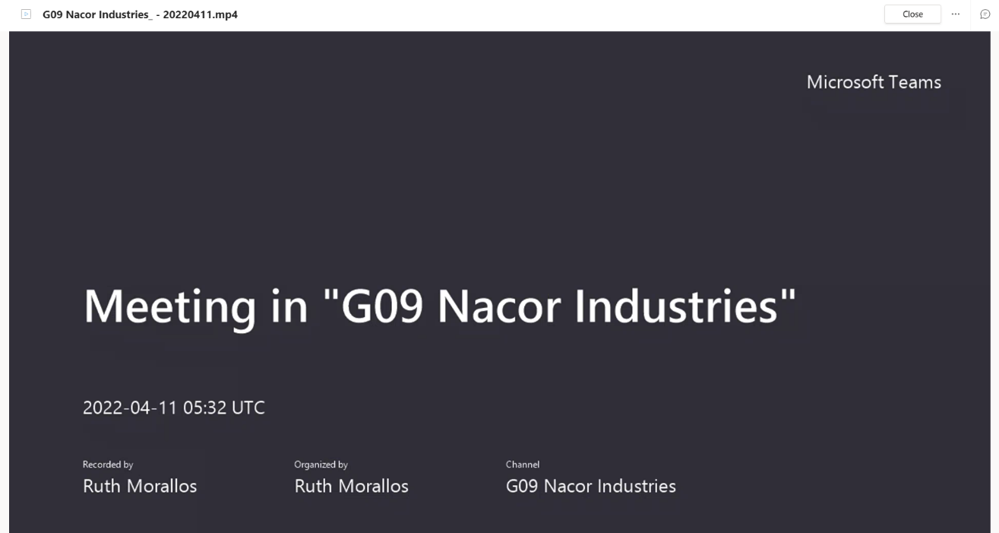 G09 Nacor Industries_ - 20220411.mp4
Close
Microsoft Teams
Meeting in "G09 Nacor Industries"
2022-04-11 05:32 UTC
Recorded by
Ruth Morallos
Organized by
Ruth Morallos
Channel
G09 Nacor Industries